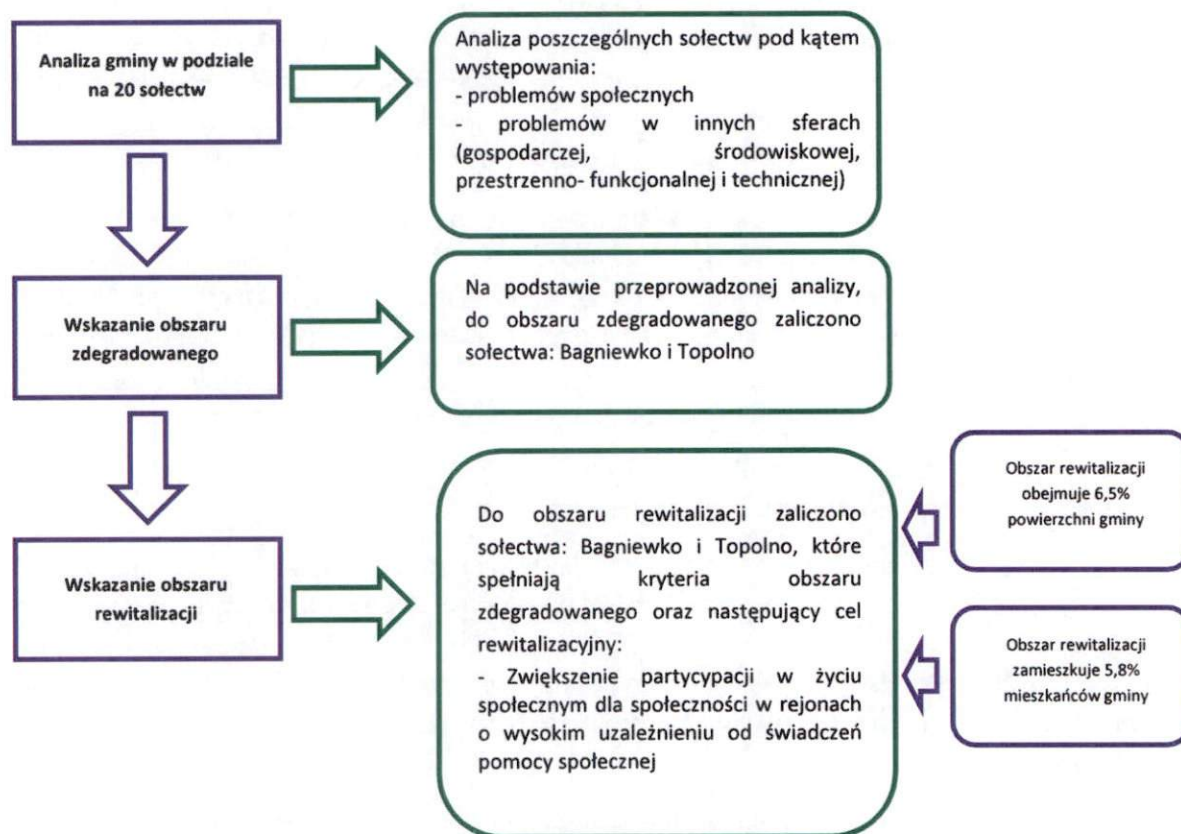 Analiza gminy w podziale
na 20 sołectw
Analiza poszczególnych sołectw pod kątem
występowania:
- problemów społecznych
- problemów w innych sferach
(gospodarczej, środowiskowej,
przestrzenno- funkcjonalnej i technicznej)
Wskazanie obszaru
zdegradowanego
Na podstawie przeprowadzonej analizy,
do obszaru zdegradowanego zaliczono
sołectwa: Bagniewko i Topolno
Wskazanie obszaru
rewitalizacji
Do obszaru rewitalizacji zaliczono
sołectwa: Bagniewko i Topolno, które
spełniają kryteria obszaru
zdegradowanego oraz następujący cel
rewitalizacyjny:
- Zwiększenie partycypacji w życiu
społecznym dla społeczności w rejonach
o wysokim uzależnieniu od świadczeń
pomocy społecznej
Obszar rewitalizacji
obejmuje 6,5%
powierzchni gminy
Obszar rewitalizacji
zamieszkuje 5,8%
mieszkańców gminy